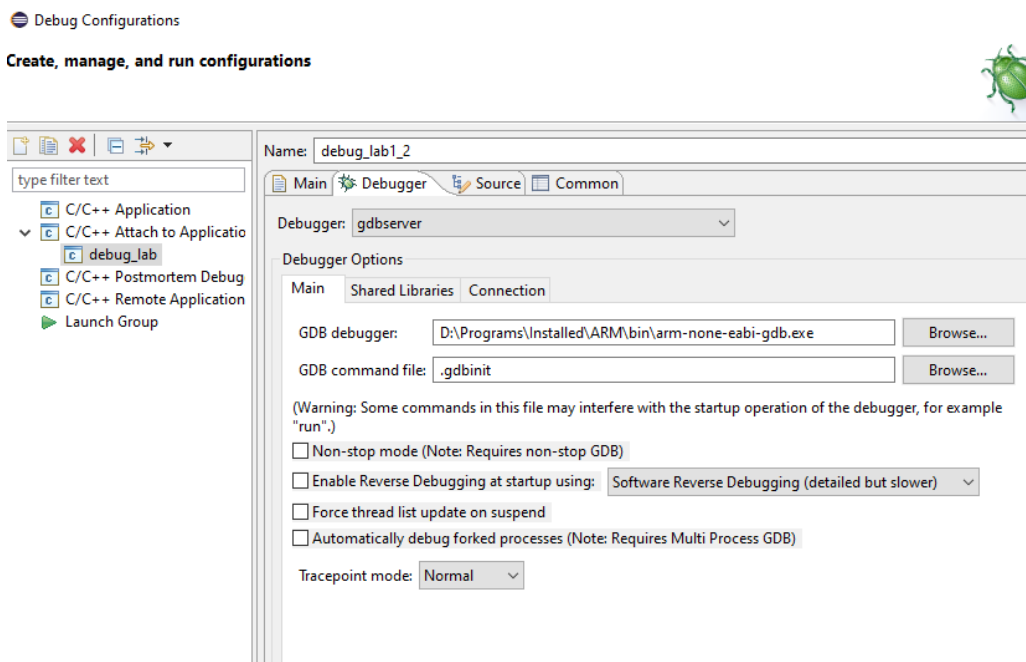 Debug Configurations
Create, manage, and run configurations
Name: debug_lab1_2
type filter text
C/C++ Application
C/C++ Attach to Applicatio
debug_lab
C/C++ Postmortem Debug
C/C++ Remote Application
Launch Group
Main Debugger Source Common
Debugger: gdbserver
Debugger Options
Main Shared Libraries Connection
GDB debugger: D:\Programs\Installed\ARM\bin\arm-none-eabi-gdb.exe Browse...
GDB command file: .gdbinit Browse...
(Warning: Some commands in this file may interfere with the startup operation of the debugger, for example
"run".)
Non-stop mode (Note: Requires non-stop GDB)
Enable Reverse Debugging at startup using: Software Reverse Debugging (detailed but slower)
Force thread list update on suspend
Automatically debug forked processes (Note: Requires Multi Process GDB)
Tracepoint mode: Normal